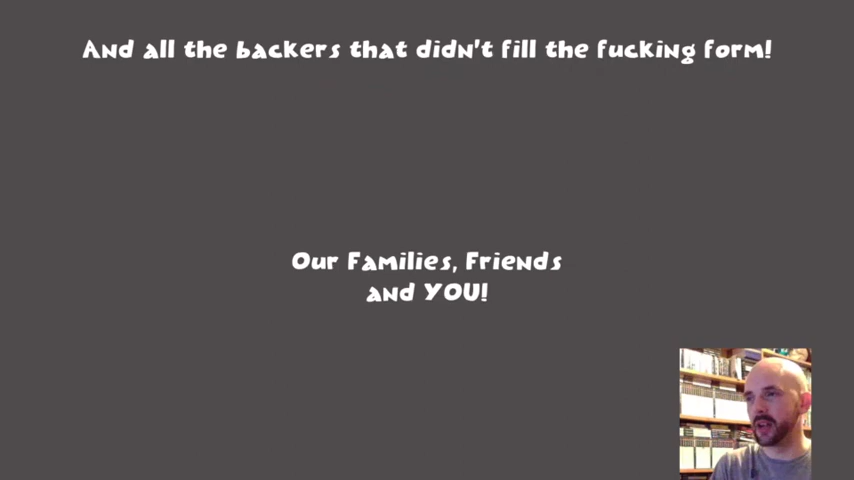 And all the backers that didn't fill the fucking form!
Our Families, Friends
and YOU!